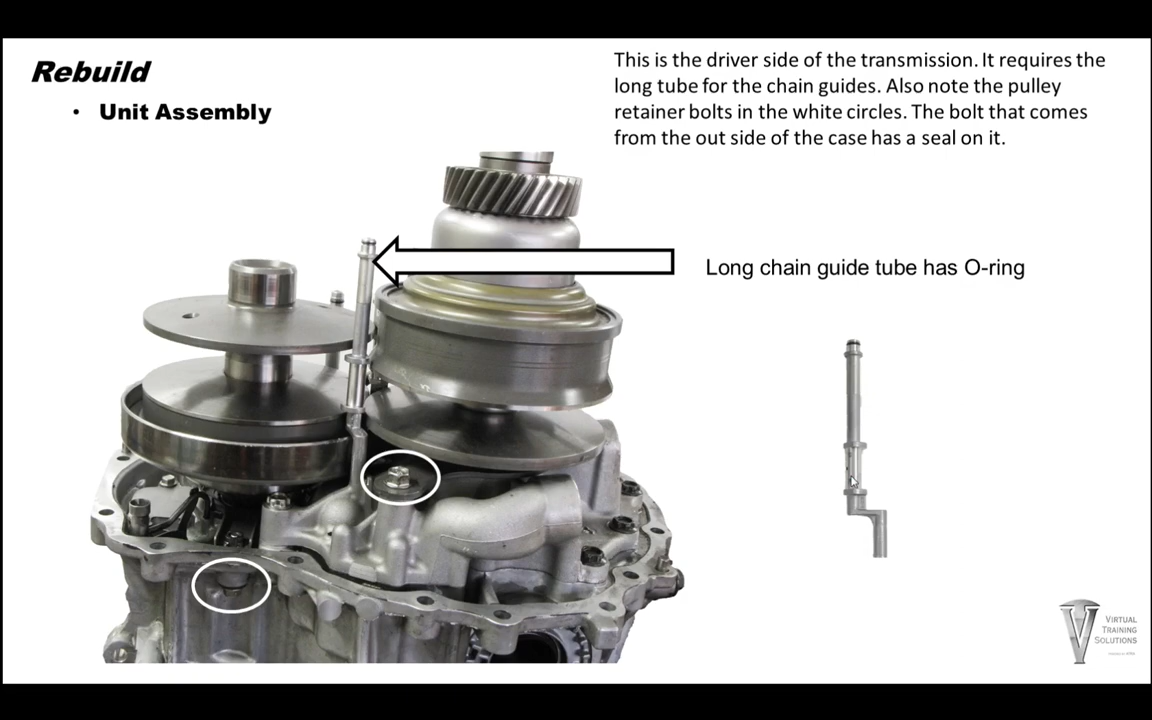 Rebuild
• Unit Assembly
This is the driver side of the transmission. It requires the
long tube for the chain guides. Also note the pulley
retainer bolts in the white circles. The bolt that comes
from the out side of the case has a seal on it.
Long chain guide tube has O-ring
VIRTUAL
TRAINING
SOLUTIONS